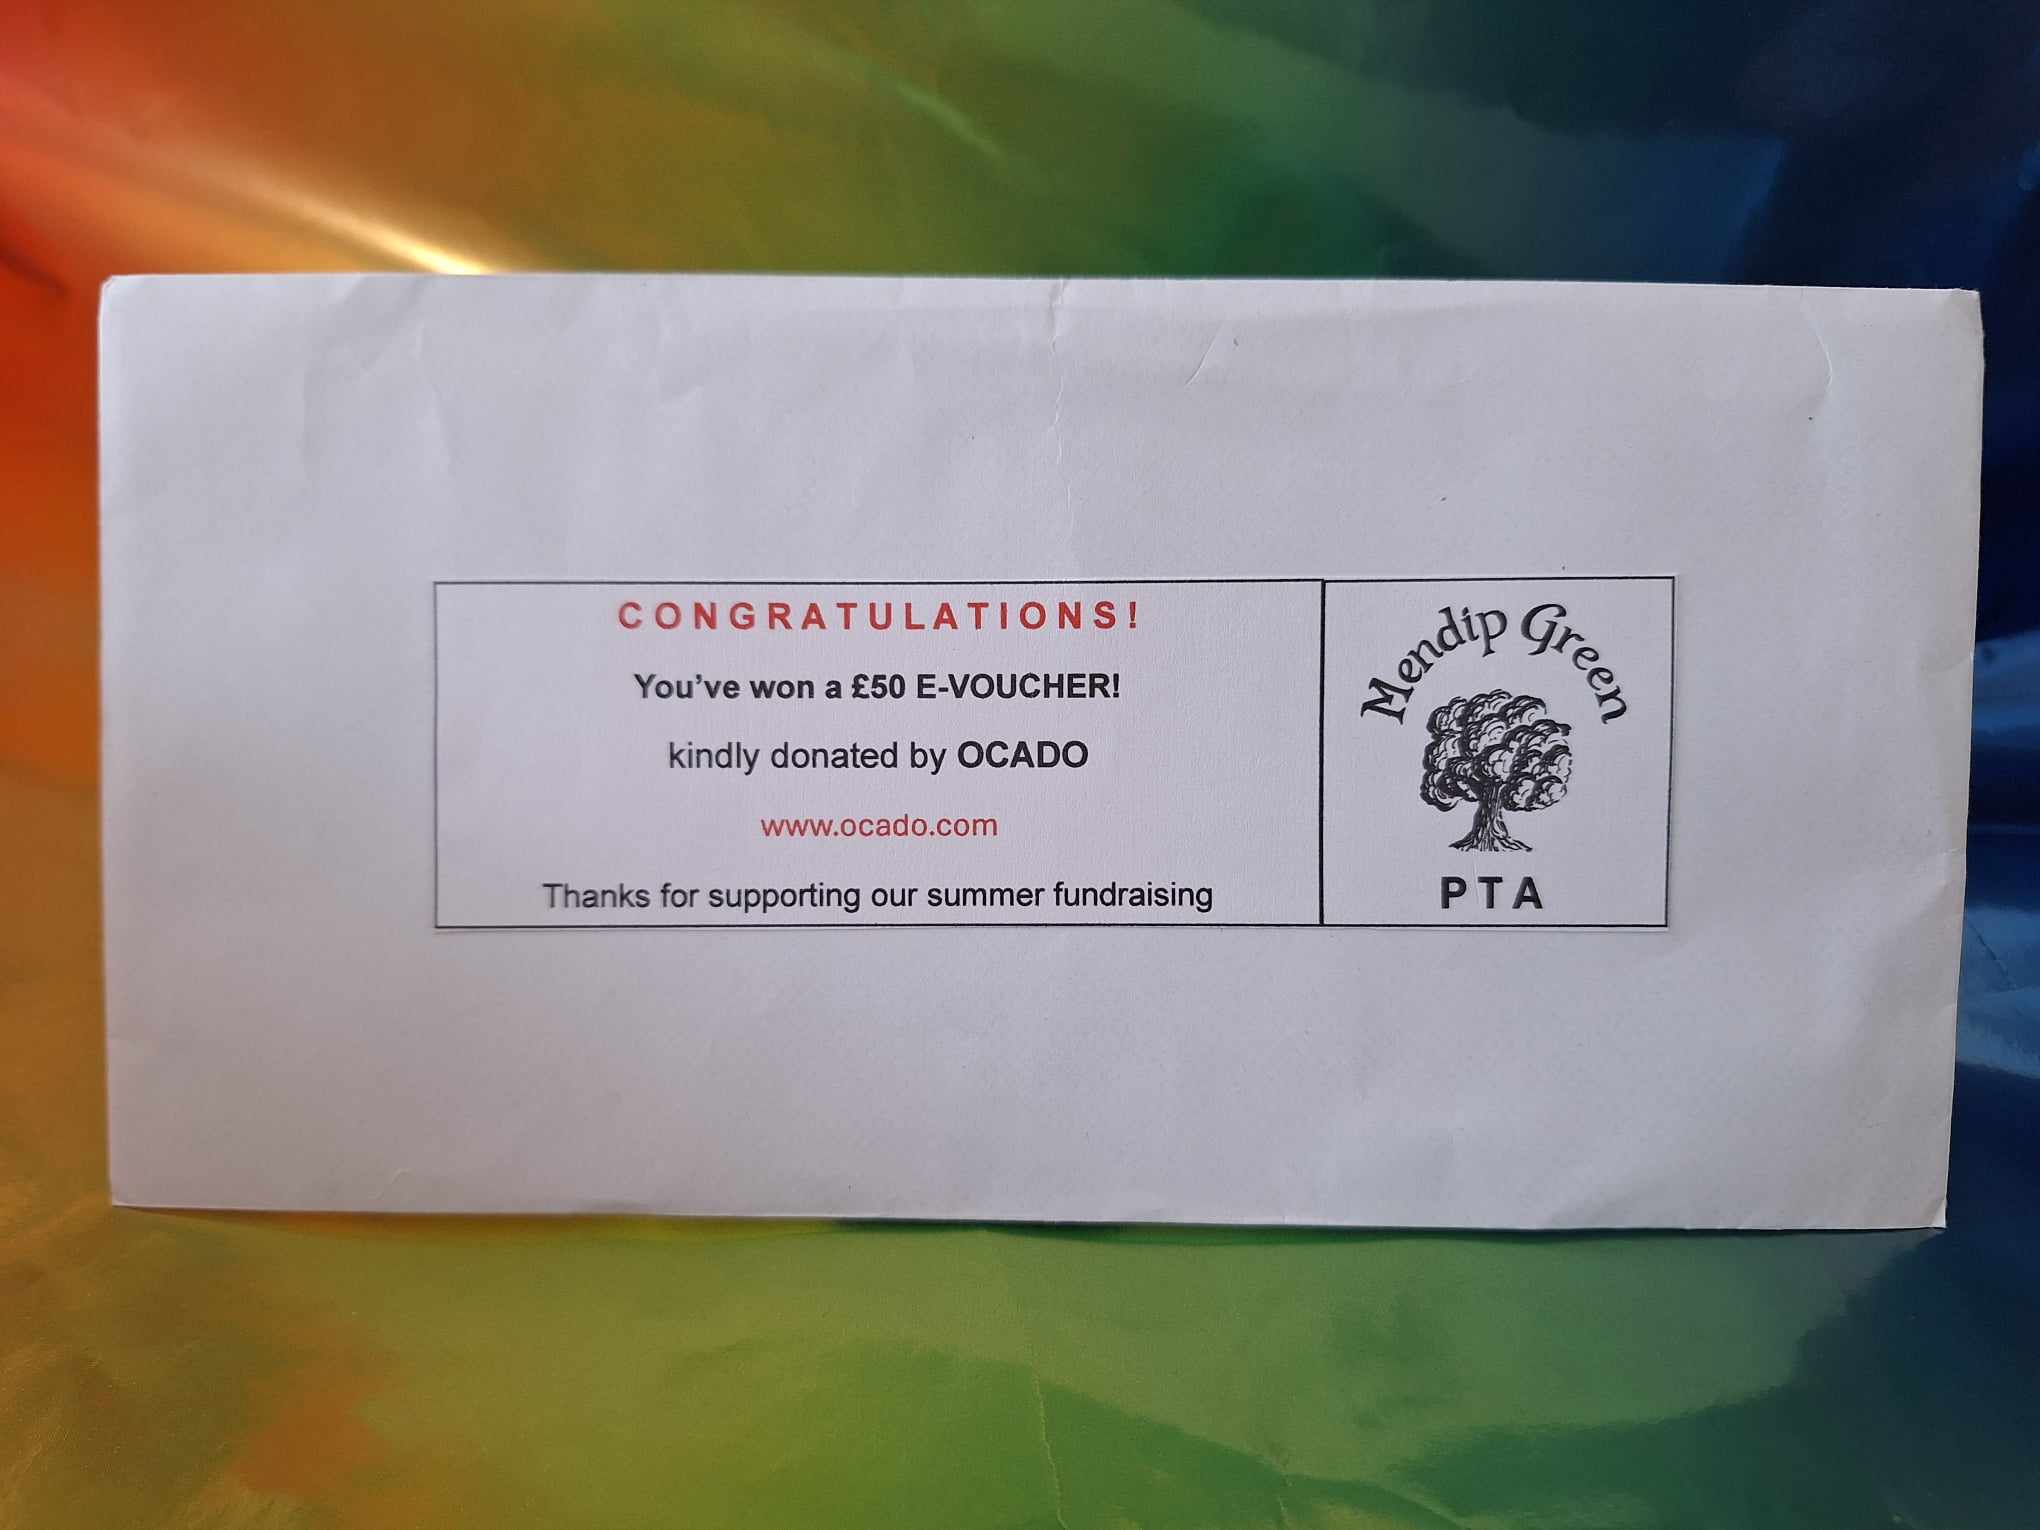 CONGRATULATIONS!
You’ve won a £50 E-VOUCHER!
kindly donated by OCADO
www.ocado.com
Thanks for supporting our summer fundraising
Mendip Green
PTA